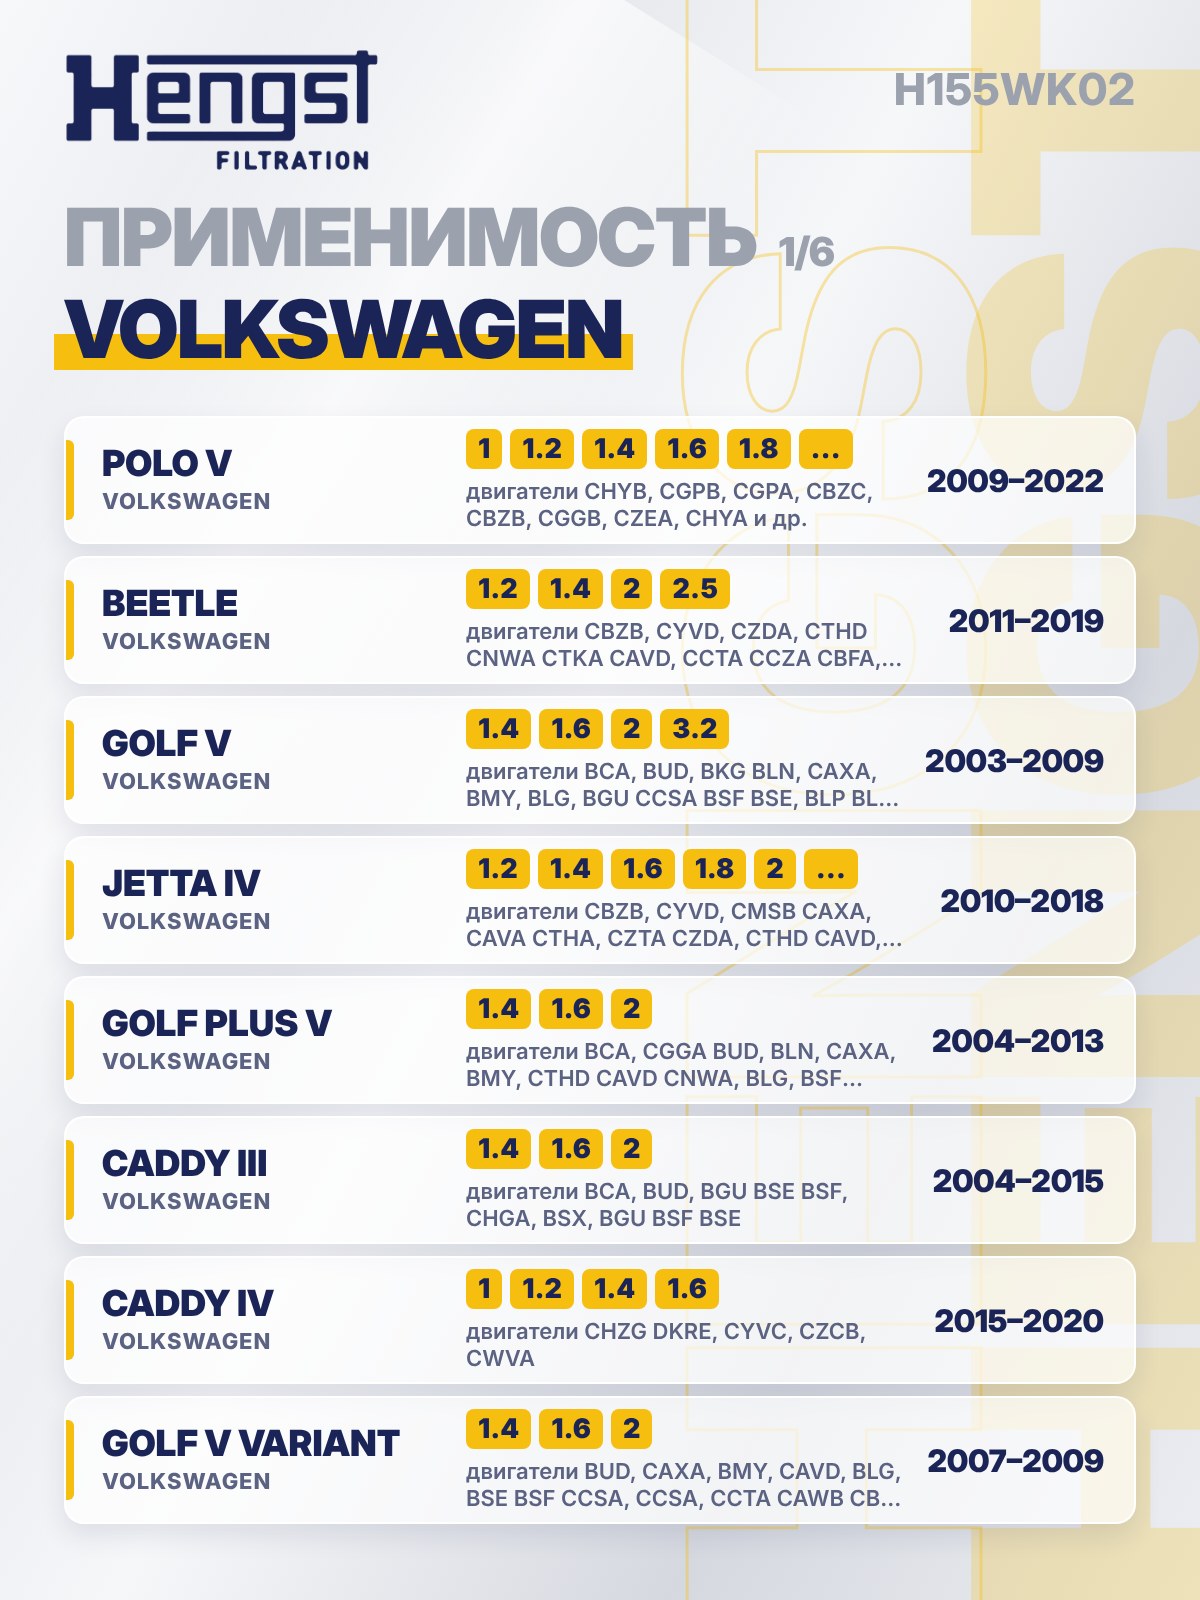 Hengst
FILTRATION
H155WK02
ПРИМЕНИМОСТЬ 1/6
VOLKSWAGEN
POLO V
VOLKSWAGEN
1 1.2 1.4 1.6 1.8 ...
двигатели CHYB, CGPB, CGPA, CBZC,
CBZB, CGGB, CZEA, CHYA и др.
2009–2022
BEETLE
VOLKSWAGEN
1.2 1.4 2 2.5
двигатели CBZB, CYVD, CZDA, CTHD
CNWA CTKA CAVD, CCTA CCZA CBFA,...
2011–2019
GOLF V
VOLKSWAGEN
1.4 1.6 2 3.2
двигатели BCA, BUD, BKG BLN, CAXA,
BMY, BLG, BGU CCSA BSF BSE, BLP BL...
2003–2009
JETTA IV
VOLKSWAGEN
1.2 1.4 1.6 1.8 2 ...
двигатели CBZB, CYVD, CMSB CAXA,
CAVA CTHA, CZTA CZDA, CTHD CAVD,...
2010–2018
GOLF PLUS V
VOLKSWAGEN
1.4 1.6 2
двигатели BCA, CGGA BUD, BLN, CAXA,
BMY, CTHD CAVD CNWA, BLG, BSF...
2004–2013
CADDY III
VOLKSWAGEN
1.4 1.6 2
двигатели BCA, BUD, BGU BSE BSF,
CHGA, BSX, BGU BSF BSE
2004–2015
CADDY IV
VOLKSWAGEN
1 1.2 1.4 1.6
двигатели CHZG DKRE, CYVC, CZCB,
CWVA
2015–2020
GOLF V VARIANT
VOLKSWAGEN
1.4 1.6 2
двигатели BUD, CAXA, BMY, CAVD, BLG,
BSE BSF CCSA, CCSA, CCTA CAWB CB...
2007–2009
HENGST
HENGST